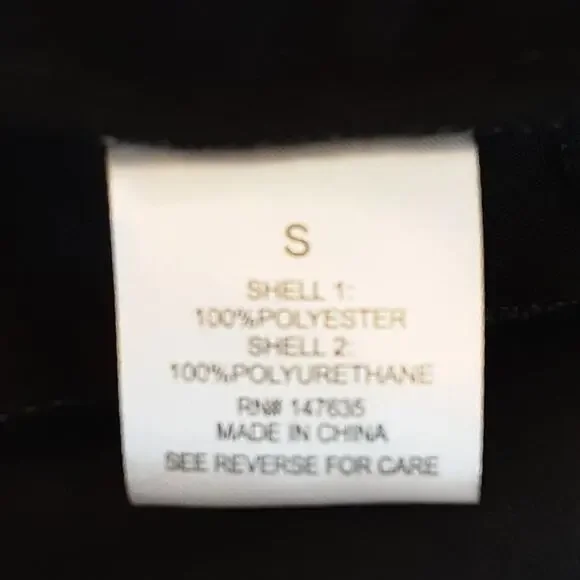 S
SHELL 1:
100%POLYESTER
SHELL 2:
100%POLYURETHANE
RN# 147635
MADE IN CHINA
SEE REVERSE FOR CARE